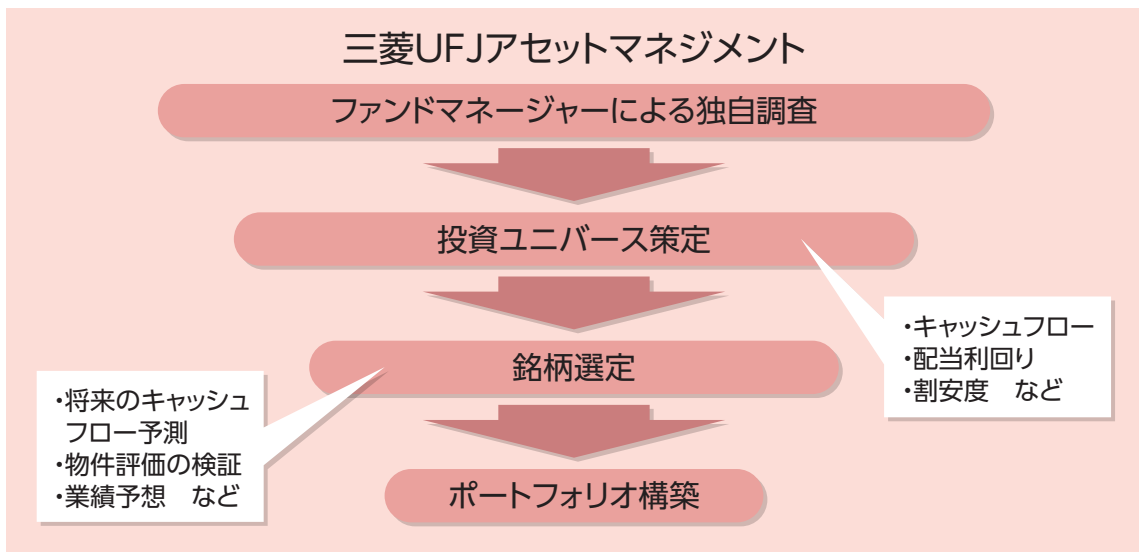 三菱UFJアセットマネジメント
ファンドマネージャーによる独自調査
投資ユニバース策定
・キャッシュフロー
・配当利回り
・割安度　など
銘柄選定
・将来のキャッシュ
フロー予測
・物件評価の検証
・業績予想　など
ポートフォリオ構築